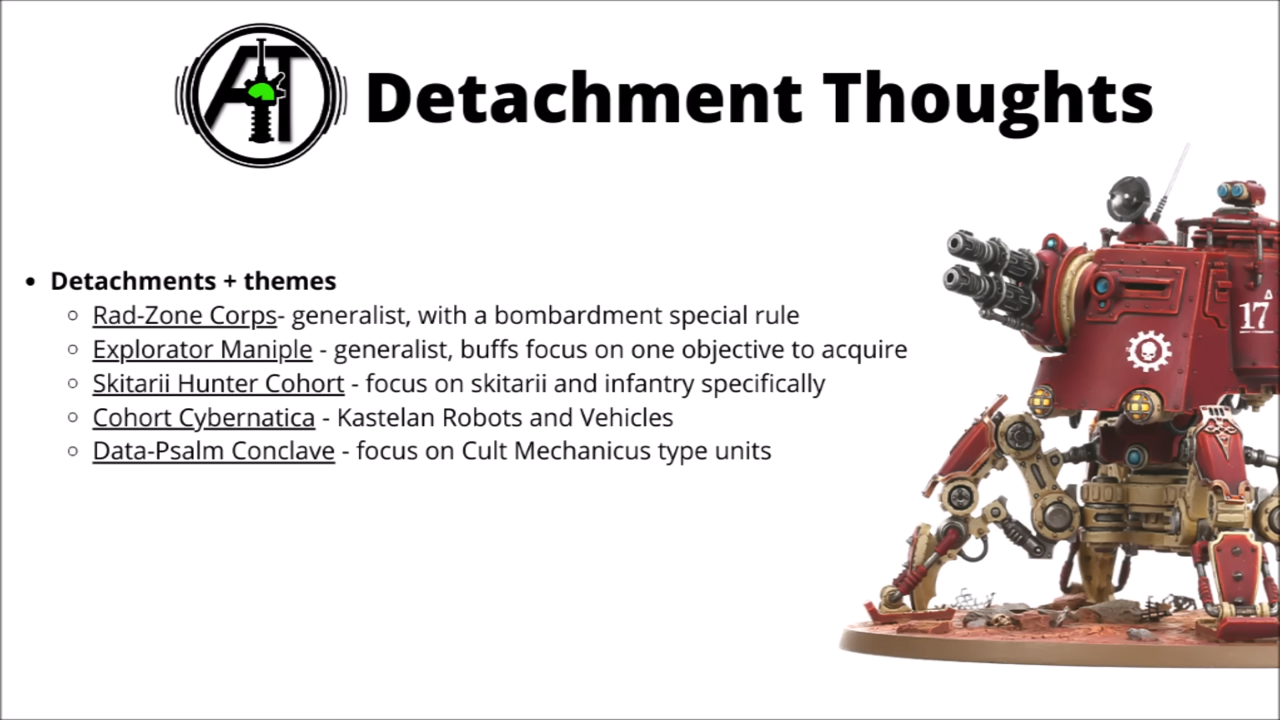 AT
Detachment Thoughts
• Detachments + themes
○ Rad-Zone Corps- generalist, with a bombardment special rule
○ Explorator Maniple - generalist, buffs focus on one objective to acquire
○ Skitarii Hunter Cohort - focus on skitarii and infantry specifically
○ Cohort Cybernatica - Kastelan Robots and Vehicles
○ Data-Psalm Conclave - focus on Cult Mechanicus type units
17